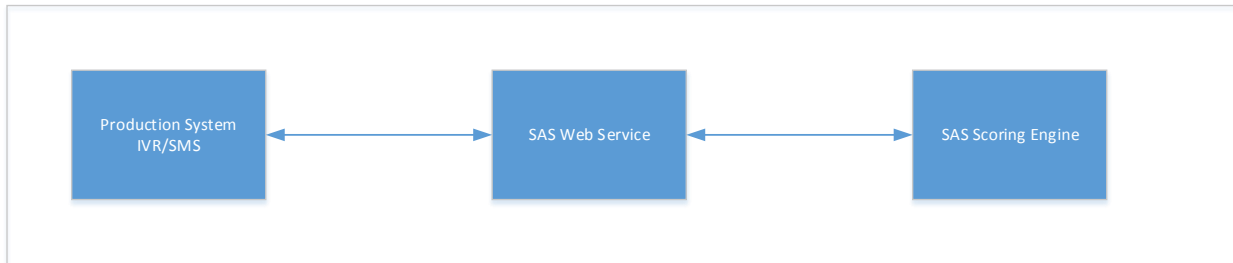 Production System
IVR/SMS
SAS Web Service
SAS Scoring Engine